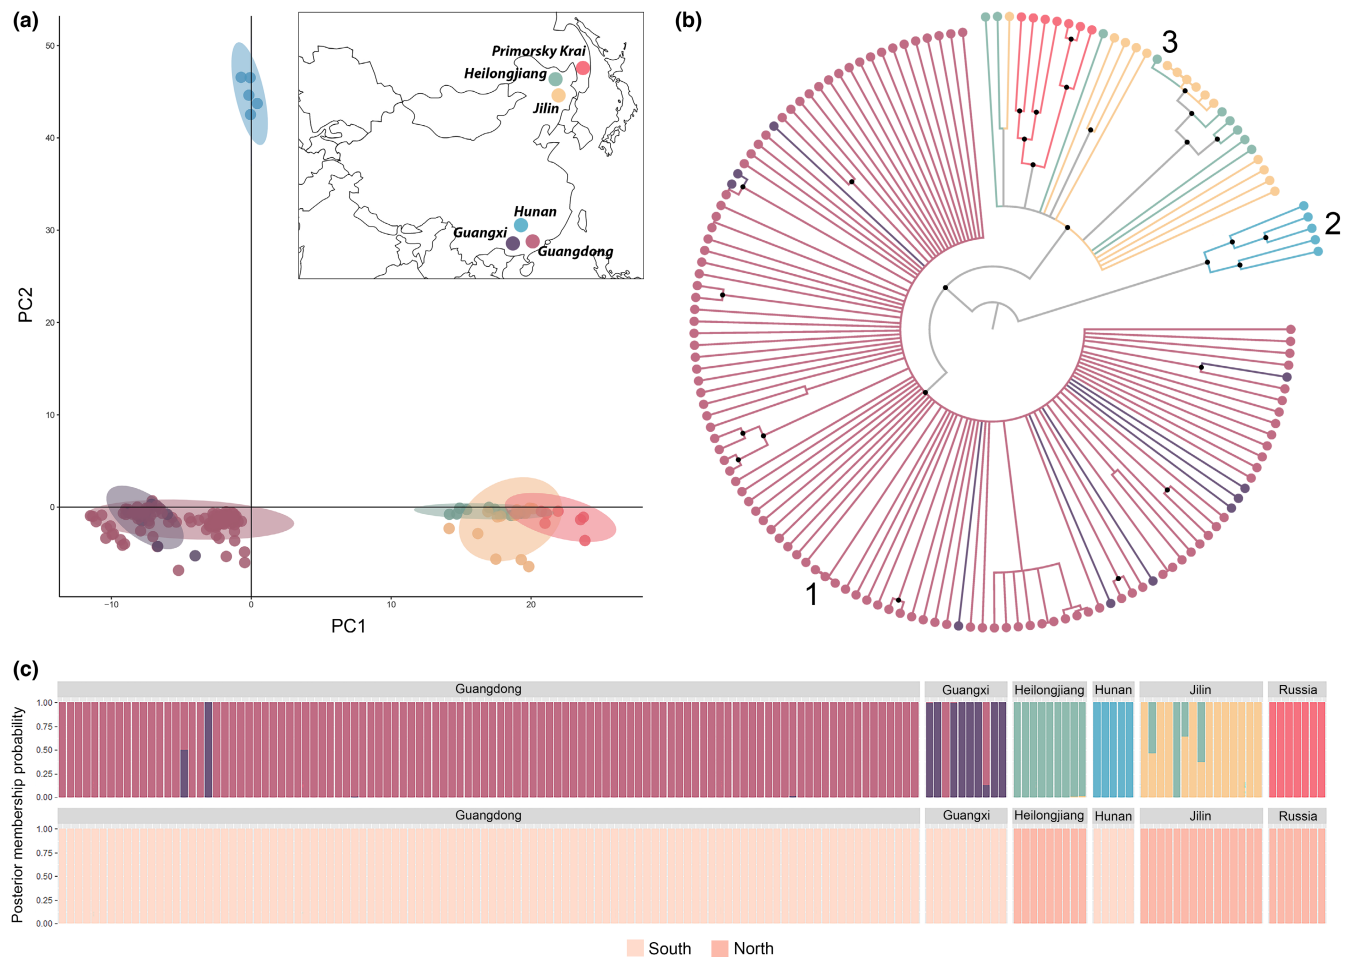 (a)
50
40
30
20
10
0
PC2
−10
0
10
20
PC1
Primorsky Krai
Heilongjiang
Jilin
Hunan
Guangxi
Guangdong
(b)
3
2
1
(c)
Posterior membership probability
Guangdong
Guangxi
Heilongjiang
Hunan
Jilin
Russia
1.00
0.75
0.50
0.25
0.00
Posterior membership probability
Guangdong
Guangxi
Heilongjiang
Hunan
Jilin
Russia
1.00
0.75
0.50
0.25
0.00
South
North